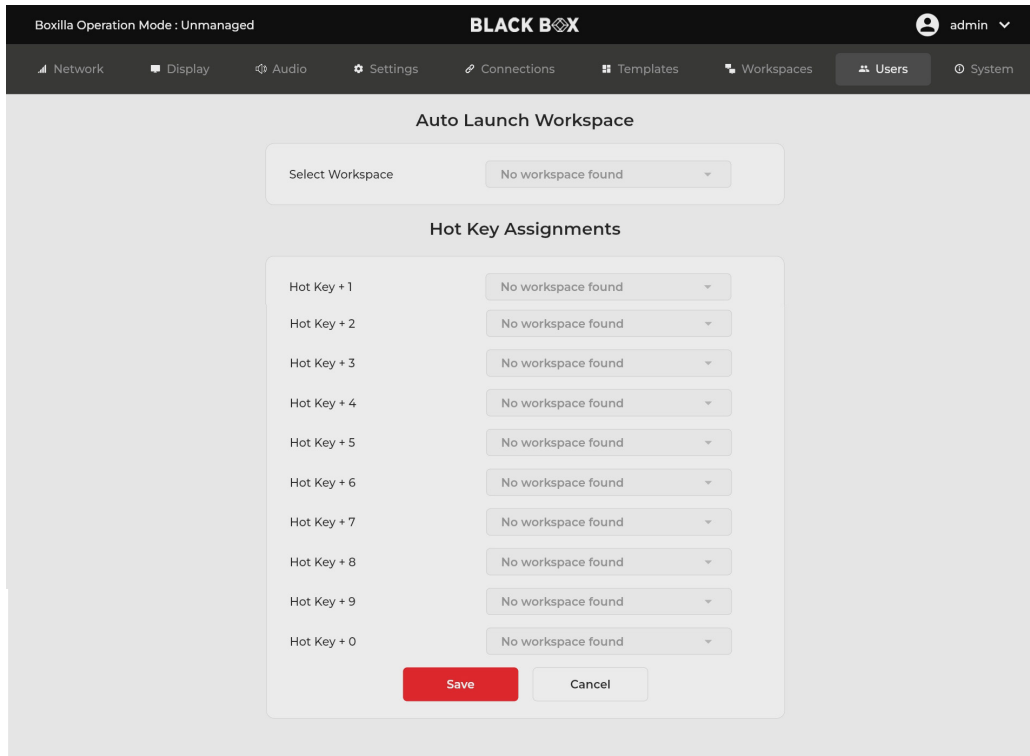 Boxilla Operation Mode : Unmanaged BLACK BOX admin
Network Display Audio Settings Connections Templates Workspaces Users System
Auto Launch Workspace
Select Workspace No workspace found
Hot Key Assignments
Hot Key + 1 No workspace found
Hot Key + 2 No workspace found
Hot Key + 3 No workspace found
Hot Key + 4 No workspace found
Hot Key + 5 No workspace found
Hot Key + 6 No workspace found
Hot Key + 7 No workspace found
Hot Key + 8 No workspace found
Hot Key + 9 No workspace found
Hot Key + 0 No workspace found
Save Cancel